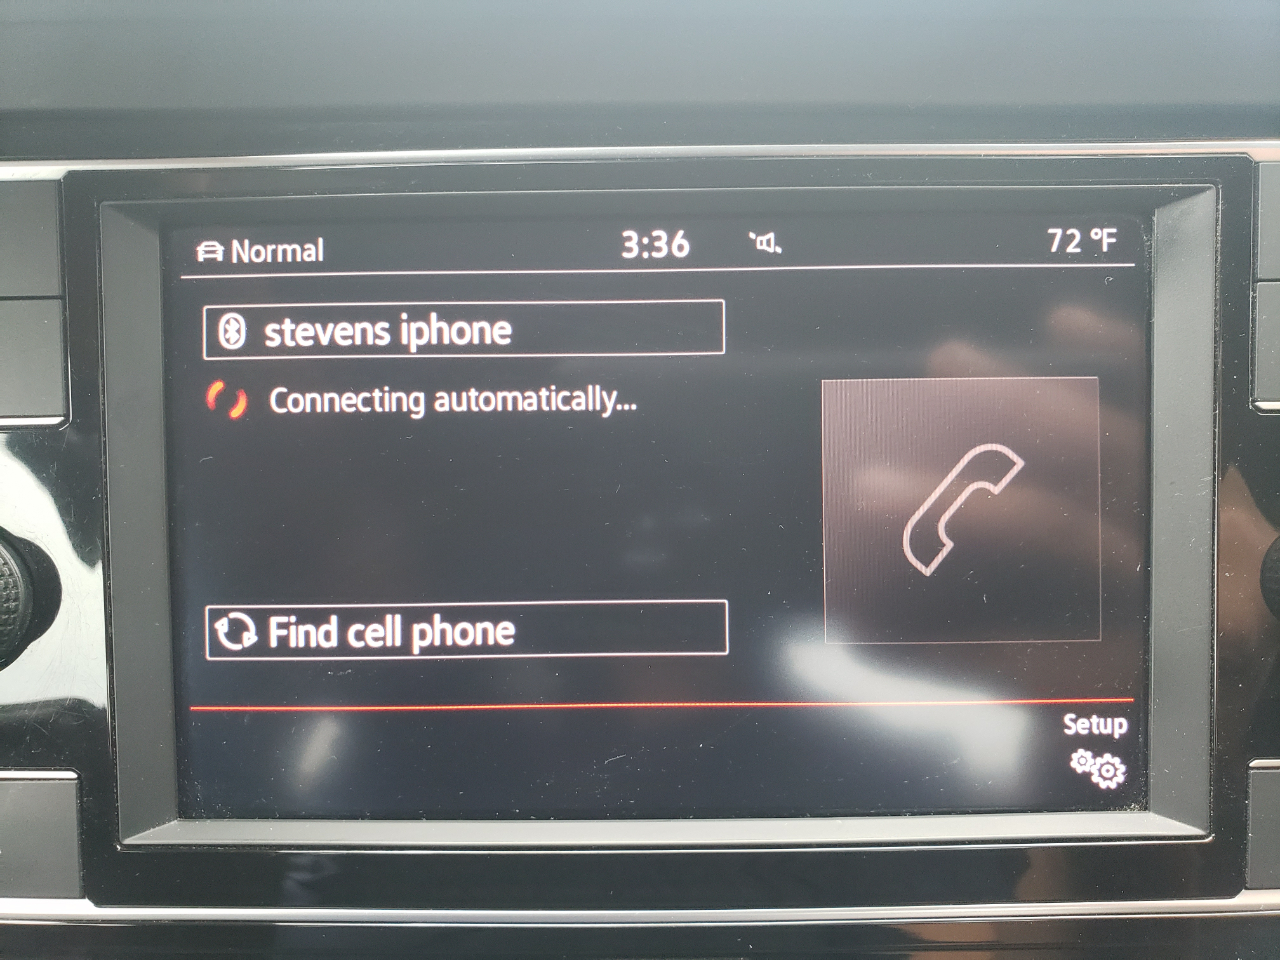 Normal 3:36 72 °F
stevens iphone
Connecting automatically...
Find cell phone
Setup